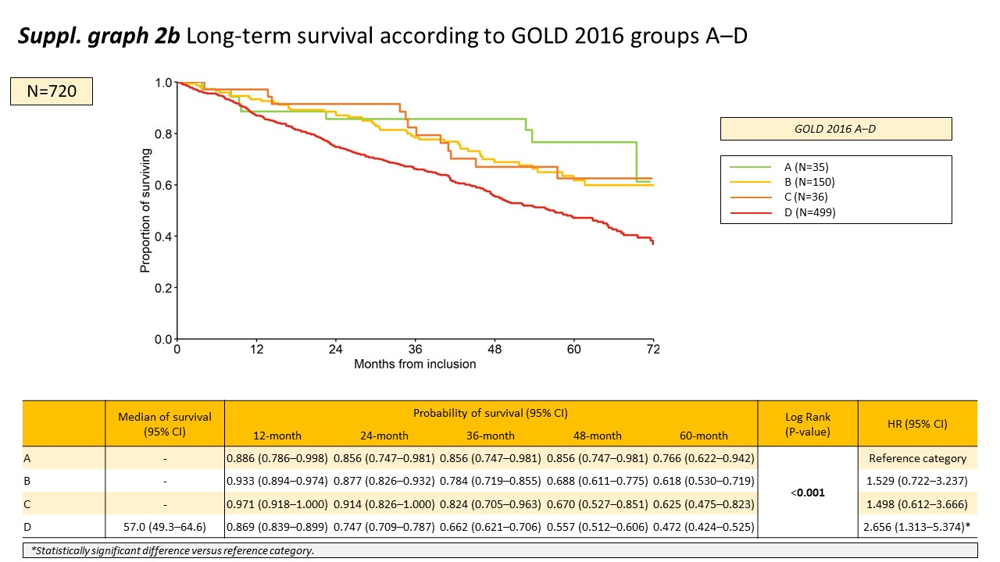 Suppl. graph 2b Long-term survival according to GOLD 2016 groups A–D
N=720
1.0
0.8
0.6
0.4
0.2
0.0
Proportion of surviving
0 12 24 36 48 60 72
Months from inclusion
GOLD 2016 A–D
A (N=35)
B (N=150)
C (N=36)
D (N=499)
Median of survival (95% CI)
Probability of survival (95% CI)
12-month 24-month 36-month 48-month 60-month
Log Rank (P-value)
HR (95% CI)
A - 0.886 (0.786–0.998) 0.856 (0.747–0.981) 0.856 (0.747–0.981) 0.856 (0.747–0.981) 0.766 (0.622–0.942) Reference category
B - 0.933 (0.894–0.974) 0.877 (0.826–0.932) 0.784 (0.719–0.855) 0.688 (0.611–0.775) 0.618 (0.530–0.719) 1.529 (0.722–3.237)
<0.001
C - 0.971 (0.918–1.000) 0.914 (0.826–1.000) 0.824 (0.705–0.963) 0.670 (0.527–0.851) 0.625 (0.475–0.823) 1.498 (0.612–3.666)
D 57.0 (49.3–64.6) 0.869 (0.839–0.899) 0.747 (0.709–0.787) 0.662 (0.621–0.706) 0.557 (0.512–0.606) 0.472 (0.424–0.525) 2.656 (1.313–5.374)*
*Statistically significant difference versus reference category.